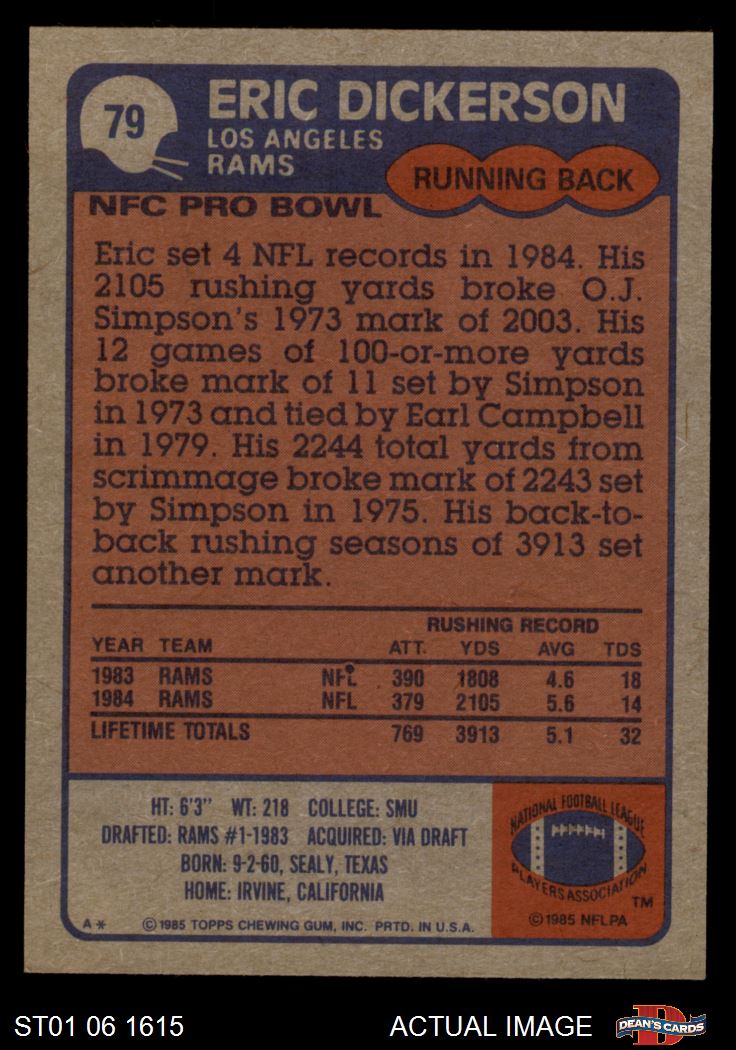 79
ERIC DICKERSON
LOS ANGELES
RAMS
RUNNING BACK
NFC PRO BOWL
Eric set 4 NFL records in 1984. His
2105 rushing yards broke O.J.
Simpson's 1973 mark of 2003. His
12 games of 100-or-more yards
broke mark of 11 set by Simpson
in 1973 and tied by Earl Campbell
in 1979. His 2244 total yards from
scrimmage broke mark of 2243 set
by Simpson in 1975. His back-to-
back rushing seasons of 3913 set
another mark.
RUSHING RECORD
YEAR TEAM ATT. YDS AVG TDS
1983 RAMS NFL 390 1808 4.6 18
1984 RAMS NFL 379 2105 5.6 14
LIFETIME TOTALS 769 3913 5.1 32
HT: 6'3" WT: 218 COLLEGE: SMU
DRAFTED: RAMS #1-1983 ACQUIRED: VIA DRAFT
BORN: 9-2-60, SEALY, TEXAS
HOME: IRVINE, CALIFORNIA
A* ©1985 TOPPS CHEWING GUM, INC. PRTD. IN U.S.A.
NATIONAL FOOTBALL LEAGUE
PLAYERS ASSOCIATION
TM
©1985 NFLPA
ST01 06 1615
ACTUAL IMAGE
D
DEAN'S CARDS